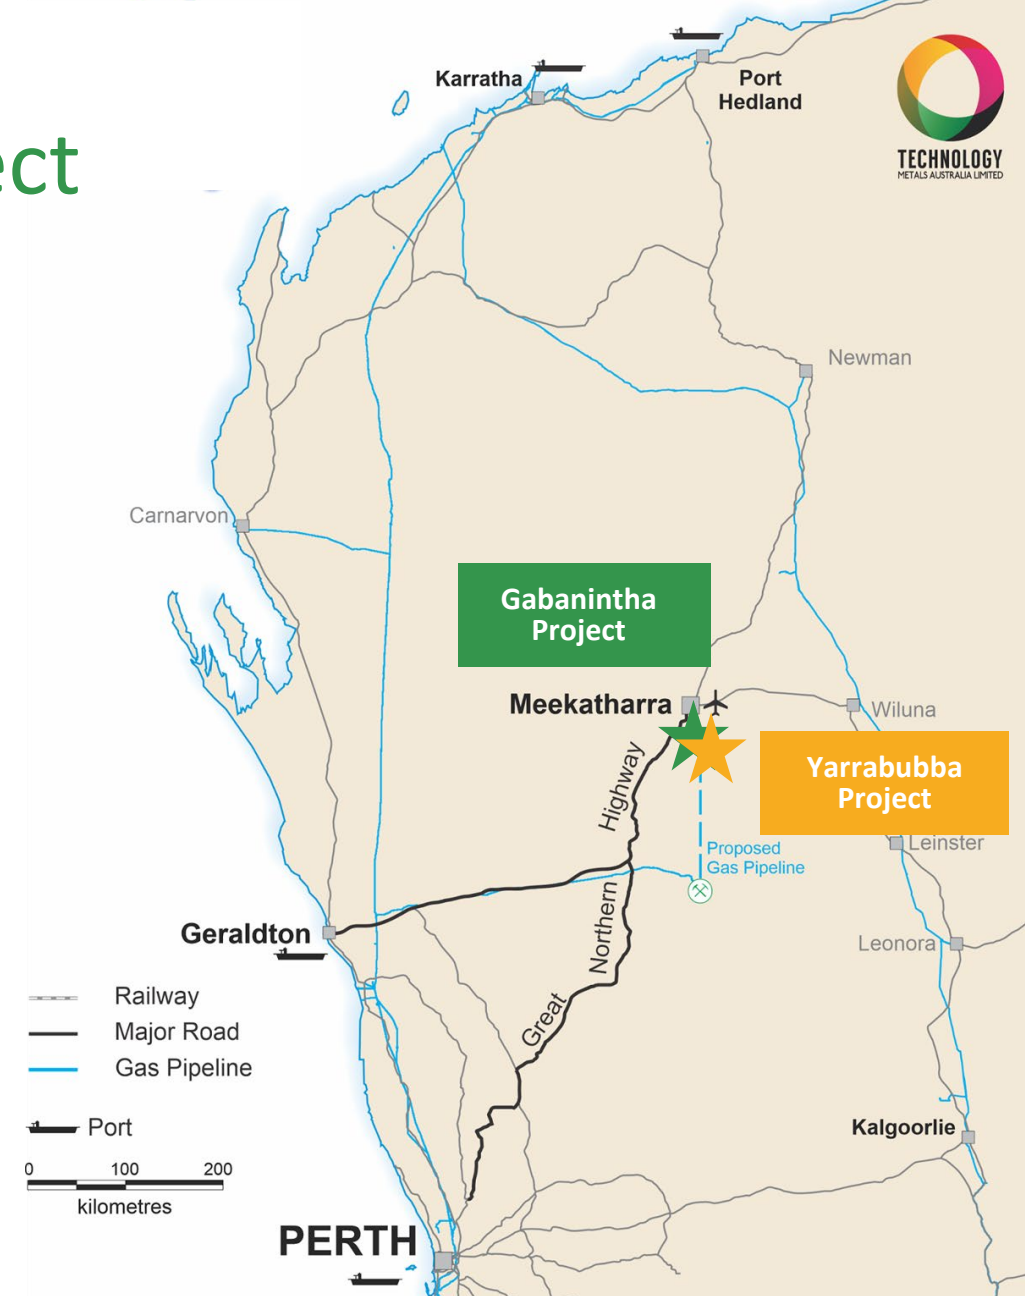 ect
Karratha
Port
Hedland
TECHNOLOGY
METALS AUSTRALIA LIMITED
Newman
Carnarvon
Gabanintha
Project
Meekatharra
Wiluna
Yarrabubba
Project
Highway
Leinster
Proposed
Gas Pipeline
Northern
Geraldton
Leonora
Great
Railway
Major Road
Gas Pipeline
Port
Kalgoorlie
0 100 200
kilometres
PERTH